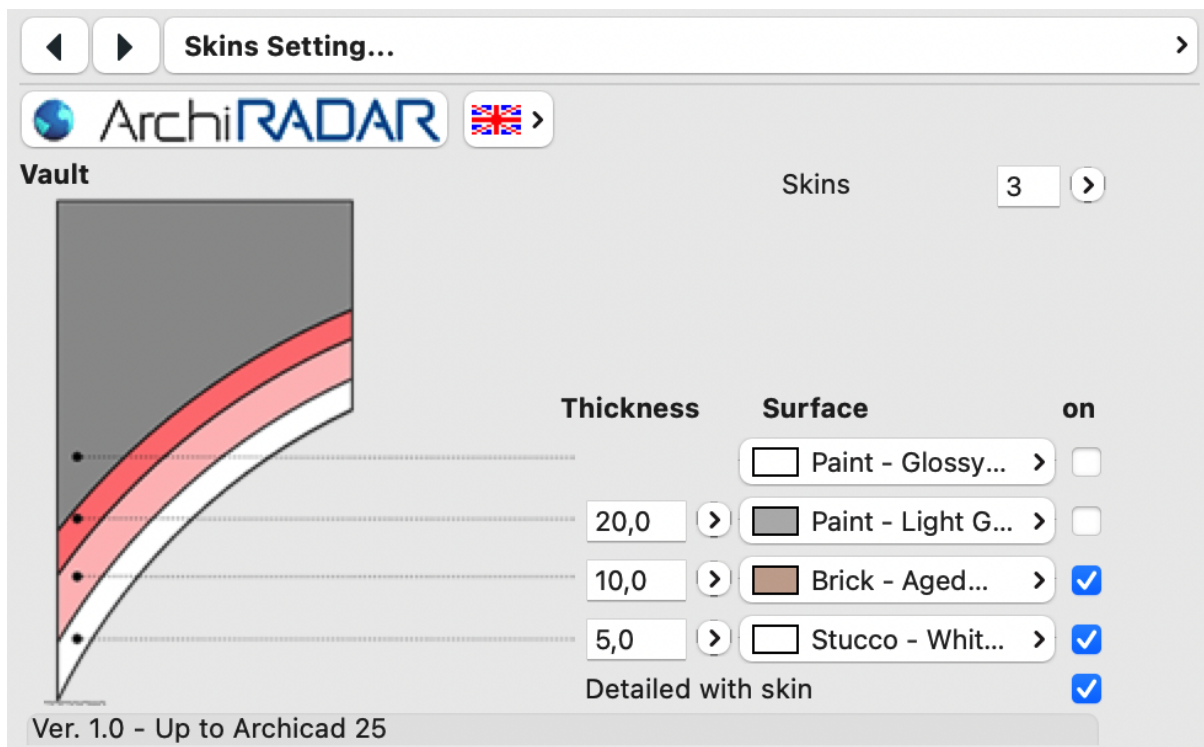 Skins Setting...
ArchiRADAR
Vault
Skins 3
Thickness Surface on
Paint - Glossy...
20,0 Paint - Light G...
10,0 Brick - Aged...
5,0 Stucco - Whit...
Detailed with skin
Ver. 1.0 - Up to Archicad 25